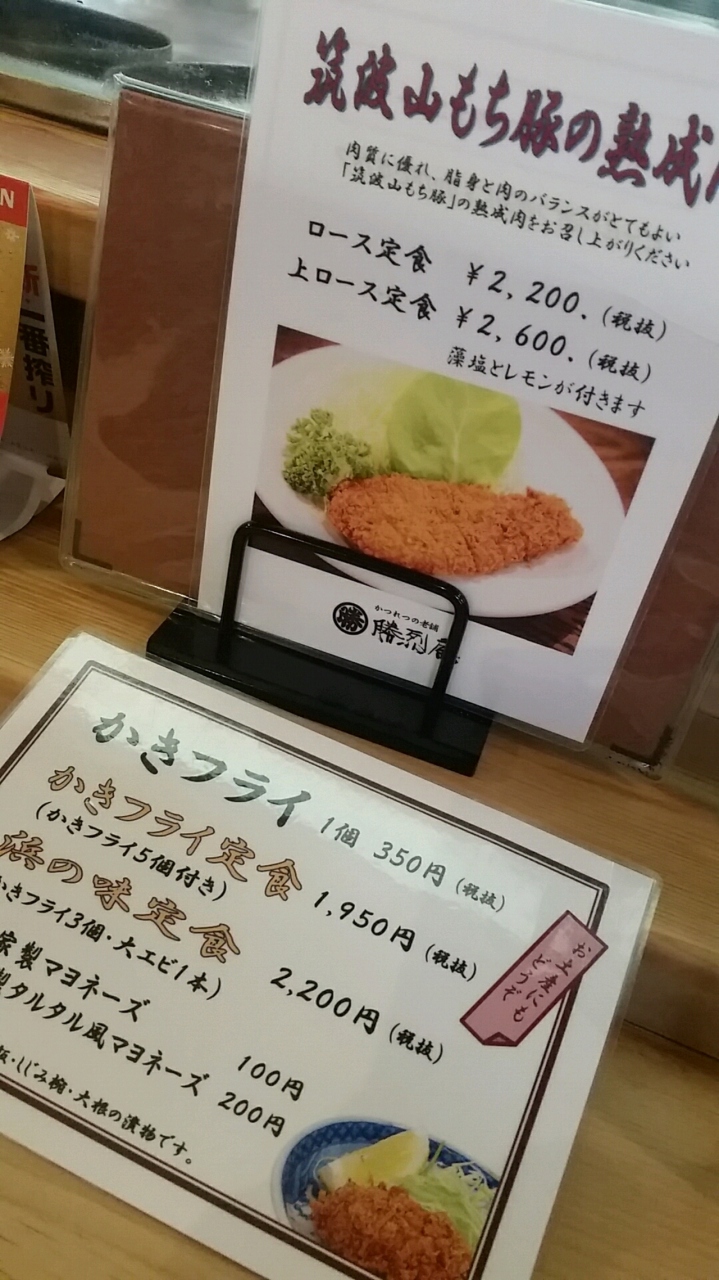 筑波山もち豚の熟成
肉質に優れ、脂身と肉のバランスがとてもよい
「筑波山もち豚」の熟成肉をお召し上がりください
ロース定食 ¥2,200.(税抜)
上ロース定食 ¥2,600.(税抜)
藻塩とレモンが付きます
かつれつの老舗
勝烈庵
N
一番搾り
かきフライ 1個 350円(税抜)
かきフライ定食 1,950円(税抜)
(かきフライ5個付き)
浜の味定食 2,200円(税抜)
かきフライ3個・大エビ1本)
家製マヨネーズ 100円
製タルタル風マヨネーズ 200円
飯・しじみ椀・大根の漬物です。
お土産にも
どうぞ